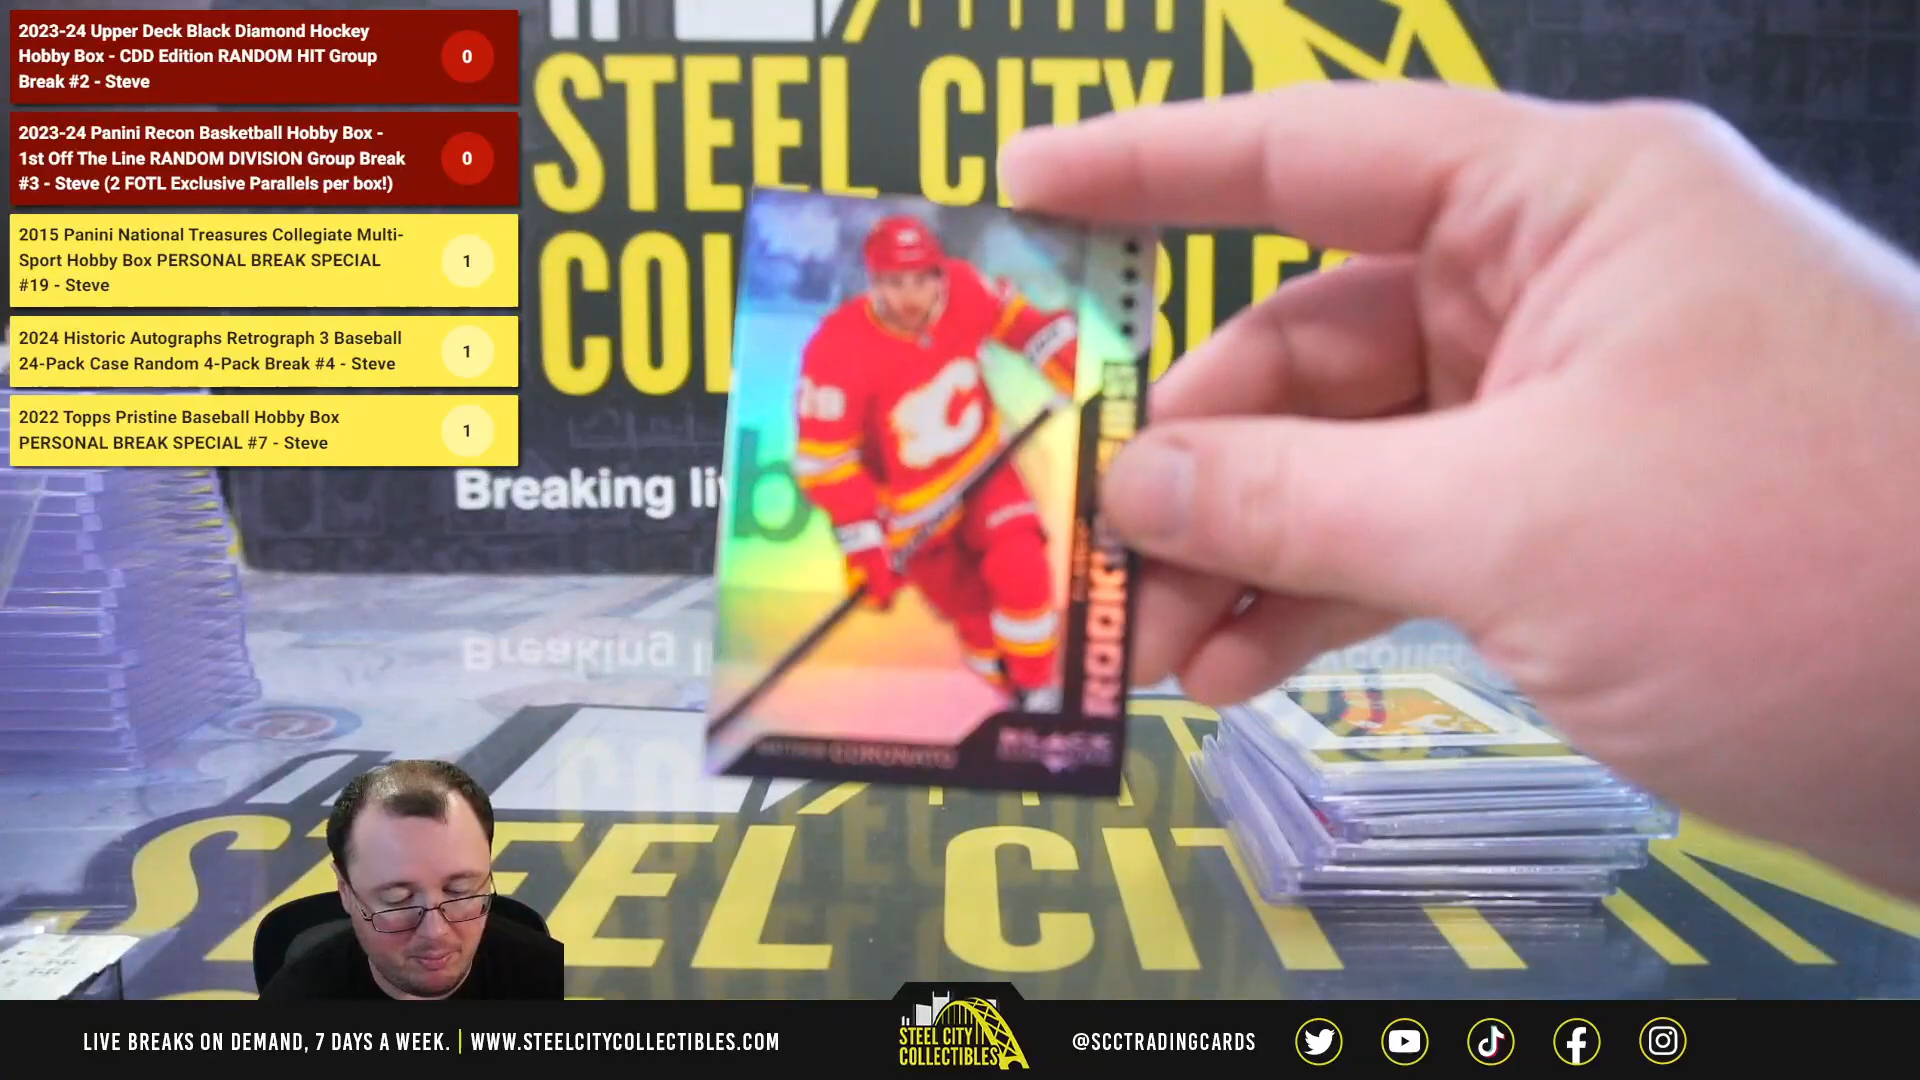 2023-24 Upper Deck Black Diamond Hockey
Hobby Box - CDD Edition RANDOM HIT Group
Break #2 - Steve
0
2023-24 Panini Recon Basketball Hobby Box -
1st Off The Line RANDOM DIVISION Group Break
#3 - Steve (2 FOTL Exclusive Parallels per box!)
0
2015 Panini National Treasures Collegiate Multi-
Sport Hobby Box PERSONAL BREAK SPECIAL
#19 - Steve
1
2024 Historic Autographs Retrograph 3 Baseball
24-Pack Case Random 4-Pack Break #4 - Steve
1
2022 Topps Pristine Baseball Hobby Box
PERSONAL BREAK SPECIAL #7 - Steve
1
STEEL CITY
Breaking
CORONATO
BLACK
STEEL CITY
LIVE BREAKS ON DEMAND, 7 DAYS A WEEK. | WWW.STEELCITYCOLLECTIBLES.COM
STEEL CITY
COLLECTIBLES
@SCCTRADINGCARDS